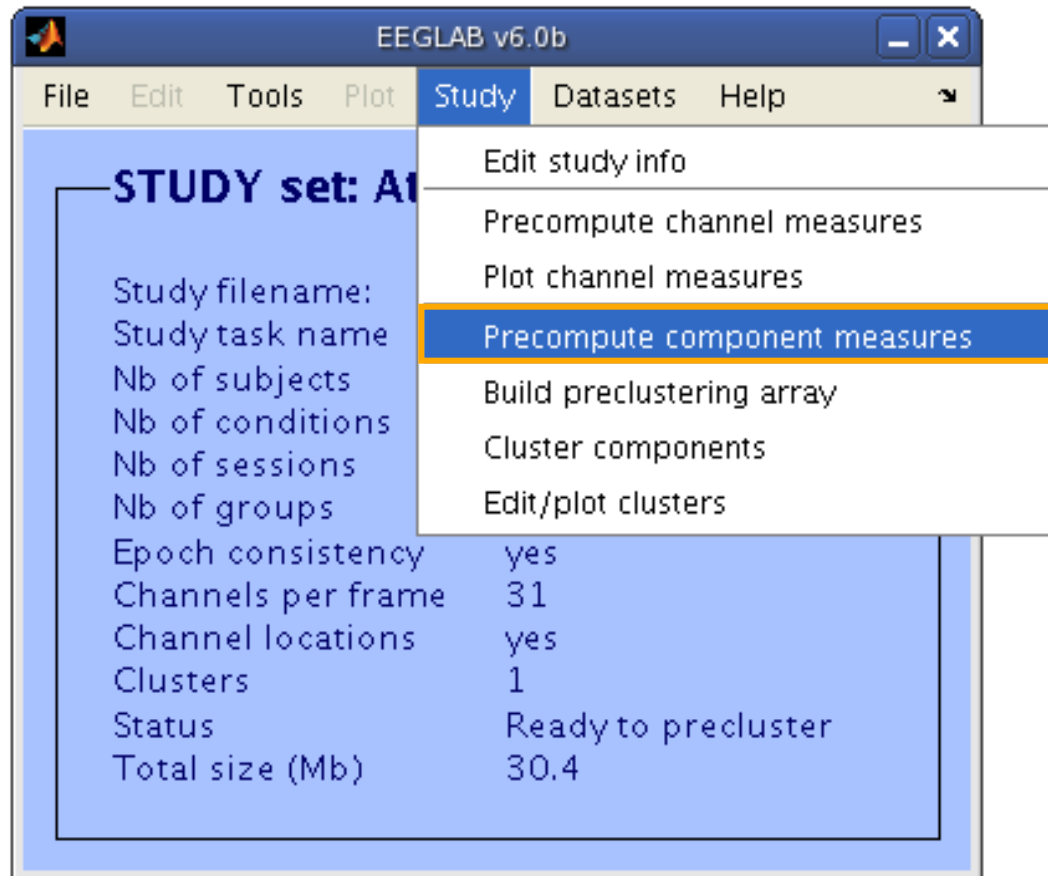 EEGLAB v6.0b
File Edit Tools Plot Study Datasets Help
Edit study info
STUDY set: At
Precompute channel measures
Plot channel measures
Study filename:
Study task name
Precompute component measures
Nb of subjects
Build preclustering array
Nb of conditions
Cluster components
Nb of sessions
Edit/plot clusters
Nb of groups
Epoch consistency yes
Channels per frame 31
Channel locations yes
Clusters 1
Status Ready to precluster
Total size (Mb) 30.4